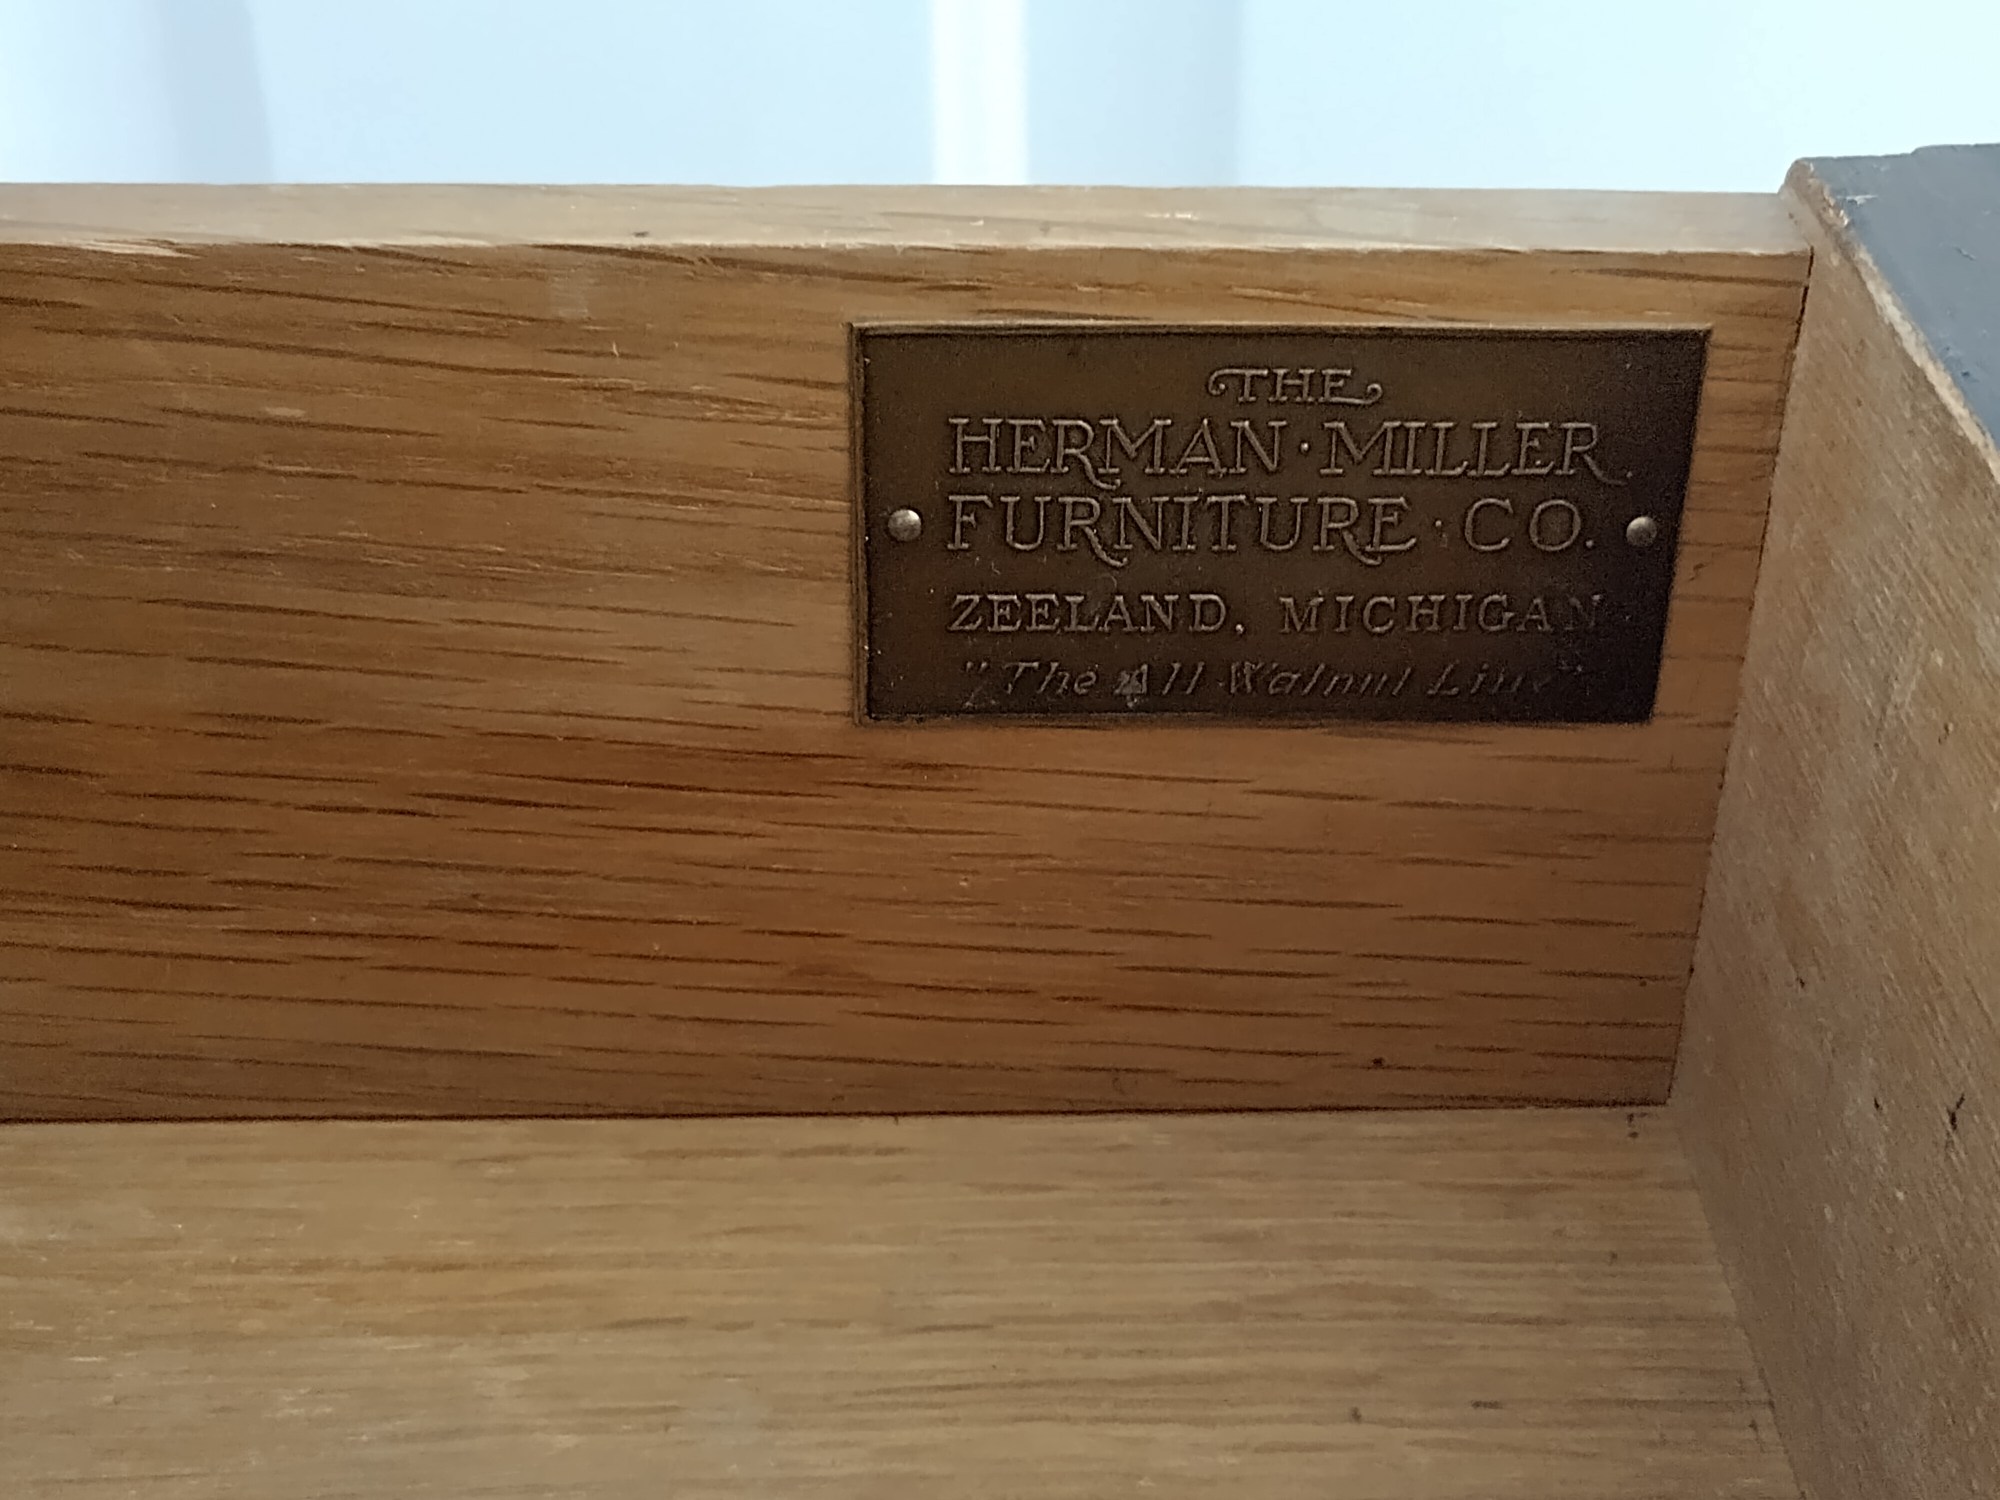 THE
HERMAN · MILLER
FURNITURE · CO.
ZEELAND, MICHIGAN
"The All Walnut Line"